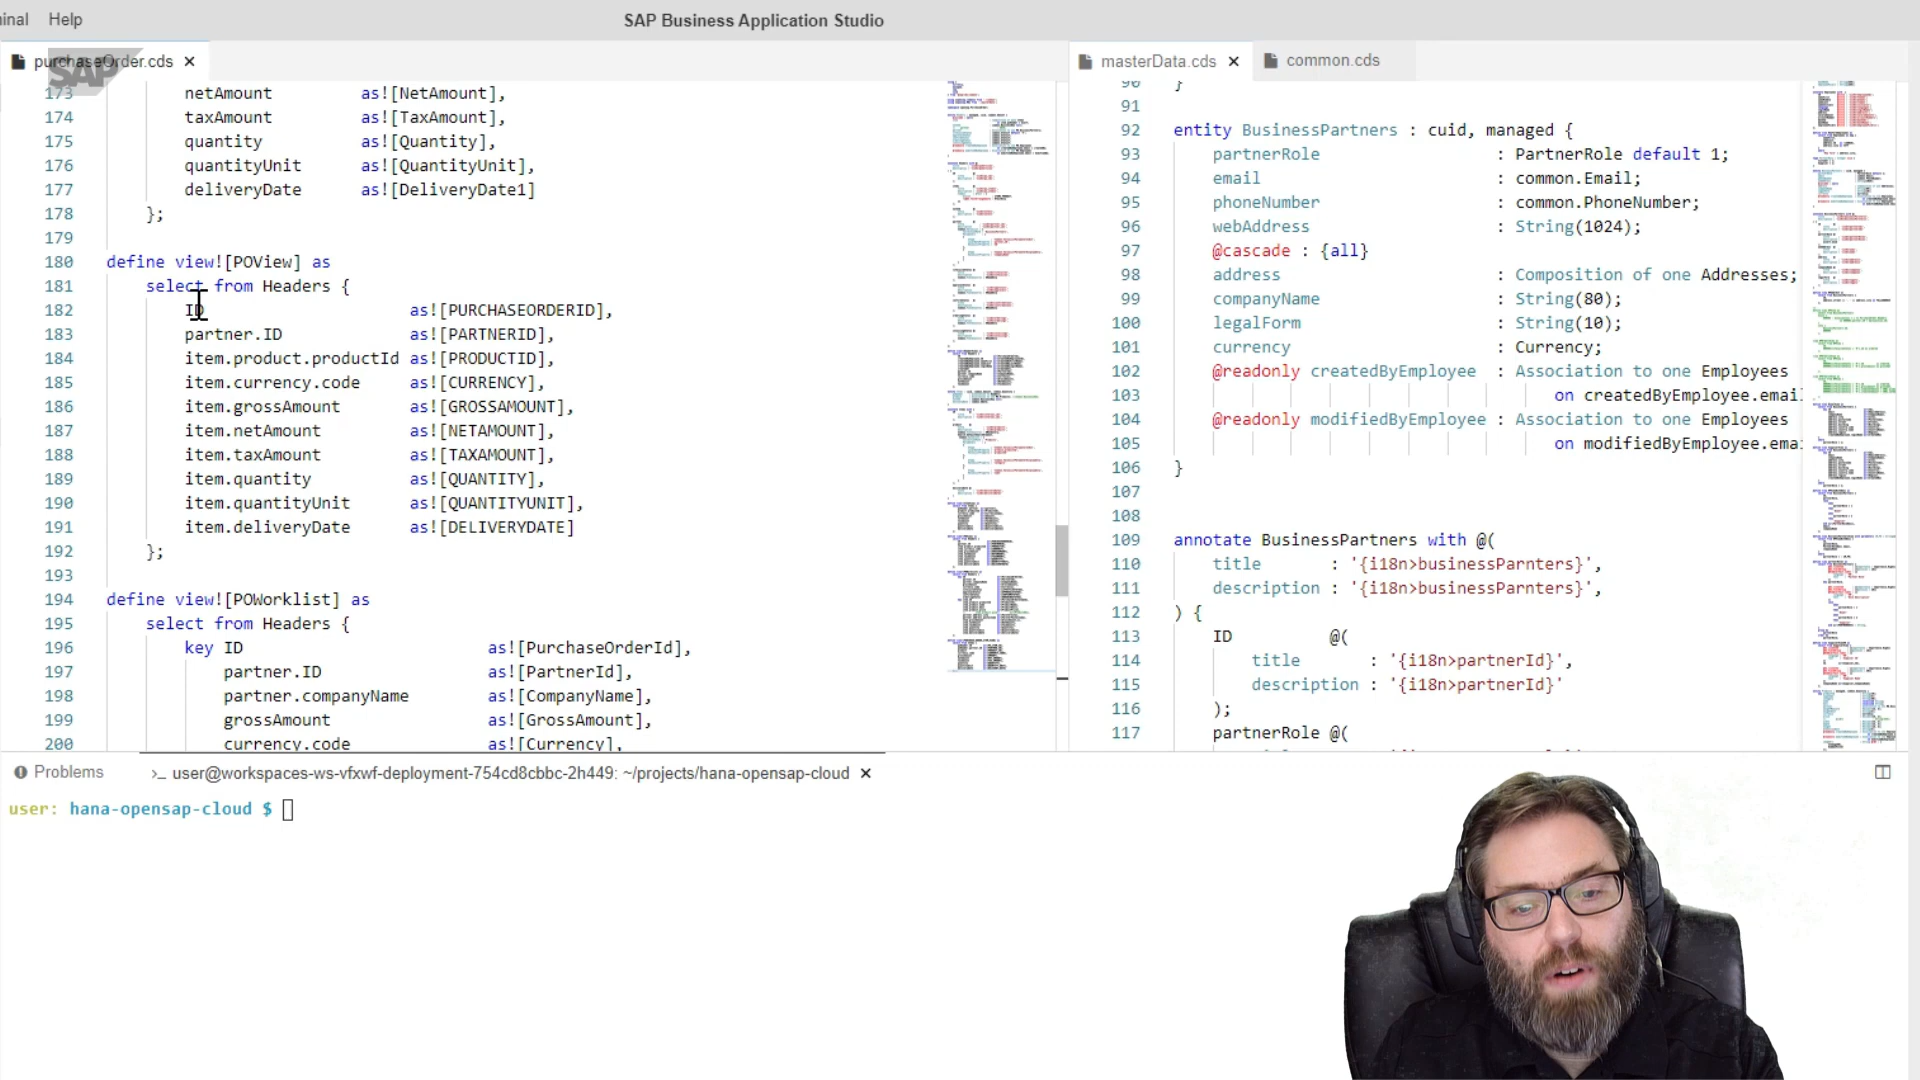 inal Help
SAP Business Application Studio
purchaseOrder.cds ×
SAP
173 netAmount as![NetAmount],
174 taxAmount as![TaxAmount],
175 quantity as![Quantity],
176 quantityUnit as![QuantityUnit],
177 deliveryDate as![DeliveryDate1]
178 };
179
180 define view![POView] as
181 select from Headers {
182 ID as![PURCHASEORDERID],
183 partner.ID as![PARTNERID],
184 item.product.productId as![PRODUCTID],
185 item.currency.code as![CURRENCY],
186 item.grossAmount as![GROSSAMOUNT],
187 item.netAmount as![NETAMOUNT],
188 item.taxAmount as![TAXAMOUNT],
189 item.quantity as![QUANTITY],
190 item.quantityUnit as![QUANTITYUNIT],
191 item.deliveryDate as![DELIVERYDATE]
192 };
193
194 define view![POWorklist] as
195 select from Headers {
196 key ID as![PurchaseOrderId],
197 partner.ID as![PartnerId],
198 partner.companyName as![CompanyName],
199 grossAmount as![GrossAmount],
200 currency.code as![Currency],
masterData.cds × common.cds
90 }
91
92 entity BusinessPartners : cuid, managed {
93 partnerRole : PartnerRole default 1;
94 email : common.Email;
95 phoneNumber : common.PhoneNumber;
96 webAddress : String(1024);
97 @cascade : {all}
98 address : Composition of one Addresses;
99 companyName : String(80);
100 legalForm : String(10);
101 currency : Currency;
102 @readonly createdByEmployee : Association to one Employees
103 on createdByEmployee.email
104 @readonly modifiedByEmployee : Association to one Employees
105 on modifiedByEmployee.emai
106 }
107
108
109 annotate BusinessPartners with @(
110 title : '{i18n>businessParnters}',
111 description : '{i18n>businessParnters}',
112 ) {
113 ID @(
114 title : '{i18n>partnerId}',
115 description : '{i18n>partnerId}'
116 );
117 partnerRole @(
Problems >_ user@workspaces-ws-vfxwf-deployment-754cd8cbbc-2h449: ~/projects/hana-opensap-cloud ×
user: hana-opensap-cloud $